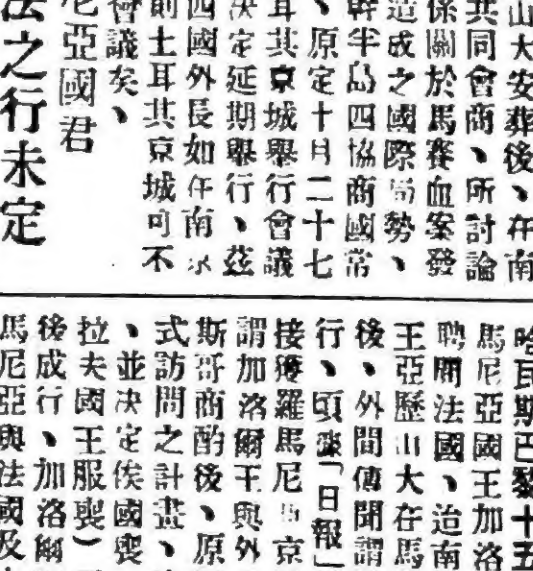 山大安葬後、在南
共同會商、所討論
係關於馬賽血案發
造成之國際局勢、
幹半島四協商國常
、原定十月二十七
耳其京城舉行會議
决定延期舉行、茲
四國外長如在南京
則土耳其京城可不
會議矣、
尼亞國君
法之行未定
哈瓦斯巴黎十五
馬尼亞國王加洛
聘問法國、迨南
王亞歷山大在馬
後、外間傳聞謂
行、頃據「日報」
接獲羅馬尼亞京
謂加洛爾王與外
斯哥商酌後、原
式訪問之計畫、
、並决定俟國喪
拉夫國王服喪）
後成行、加洛爾
馬尼亞與法國及